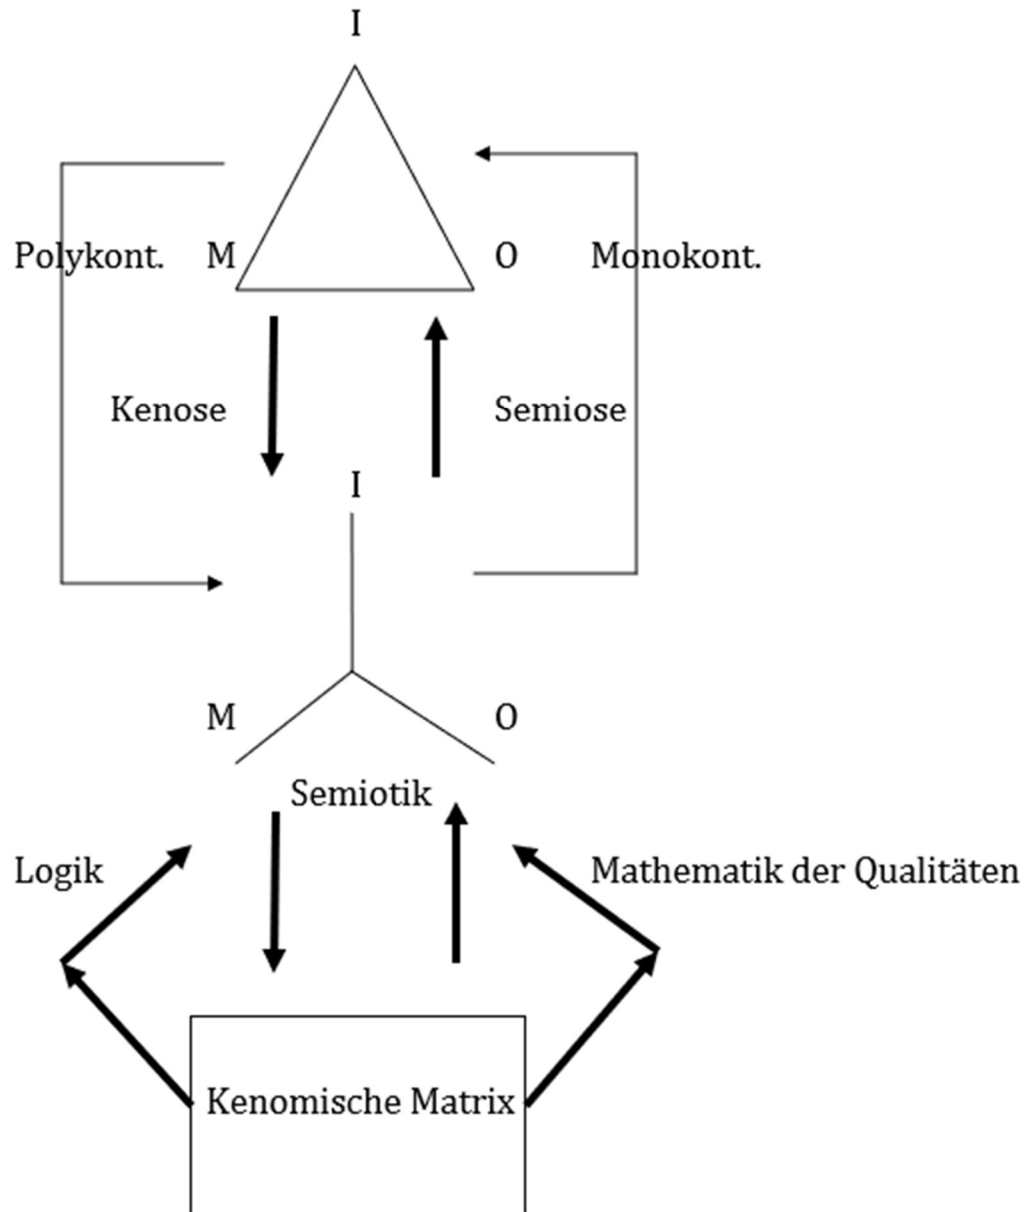 I
Polykont. M O Monokont.
Kenose Semiose
I
M O
Semiotik
Logik Mathematik der Qualitäten
Kenomische Matrix